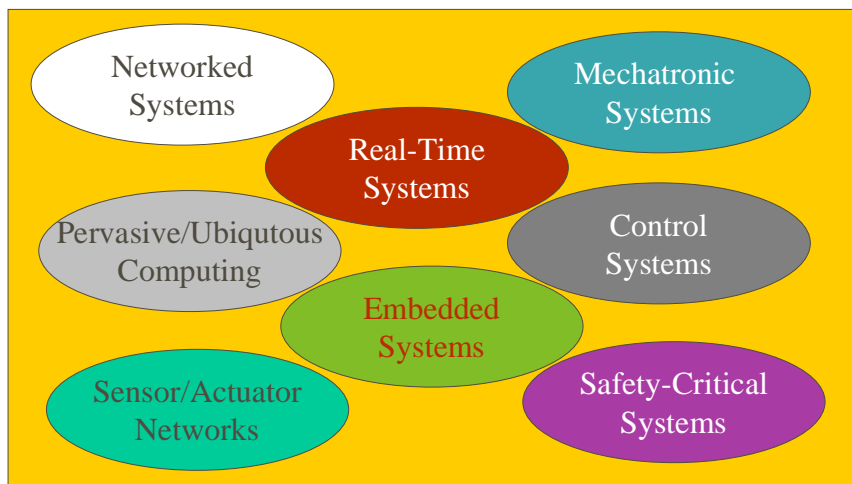 Networked
Systems
Mechatronic
Systems
Real-Time
Systems
Pervasive/Ubiqutous
Computing
Control
Systems
Embedded
Systems
Sensor/Actuator
Networks
Safety-Critical
Systems